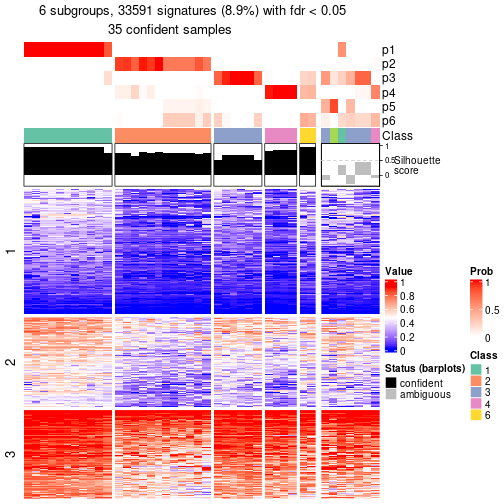 6 subgroups, 33591 signatures (8.9%) with fdr < 0.05
35 confident samples
p1
p2
p3
p4
p5
p6
Class
1
0.5
0
Silhouette
score
1
2
3
Value
1
0.8
0.6
0.4
0.2
0
Status (barplots)
confident
ambiguous
Prob
1
0.5
0
Class
1
2
3
4
5
6